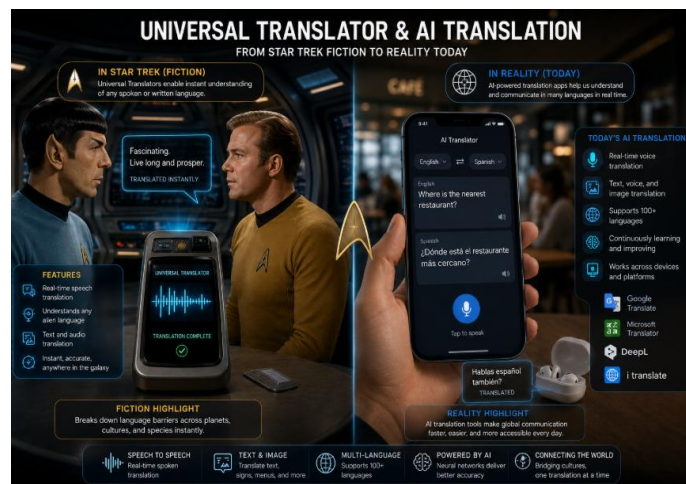 UNIVERSAL TRANSLATOR & AI TRANSLATION
FROM STAR TREK FICTION TO REALITY TODAY
IN STAR TREK (FICTION)
Universal Translators enable instant understanding
of any spoken or written language.
Fascinating.
Live long and prosper.
TRANSLATED INSTANTLY
UNIVERSAL TRANSLATOR
TRANSLATION COMPLETE
FEATURES
Real-time speech
translation
Understands any
alien language
Text and audio
translation
Instant, accurate,
anywhere in the galaxy
FICTION HIGHLIGHT
Breaks down language barriers across planets,
cultures, and species instantly.
IN REALITY (TODAY)
AI-powered translation apps help us understand
and communicate in many languages in real time.
CAFÉ
9:41
AI Translator
English
Spanish
English
Where is the nearest
restaurant?
Spanish
¿Dónde está el restaurante
más cercano?
Tap to speak
Hablas español
también?
TRANSLATED
TODAY'S AI TRANSLATION
Real-time voice
translation
Text, voice, and
image translation
Supports 100+
languages
Continuously learning
and improving
Works across devices
and platforms
Google
Translate
Microsoft
Translator
DeepL
i translate
REALITY HIGHLIGHT
AI translation tools make global communication
faster, easier, and more accessible every day.
SPEECH TO SPEECH
Real-time spoken
translation
TEXT & IMAGE
Translate text,
signs, menus, and more
MULTI-LANGUAGE
Supports 100+
languages
POWERED BY AI
Neural networks deliver
better accuracy
CONNECTING THE WORLD
Bridging cultures,
one translation at a time